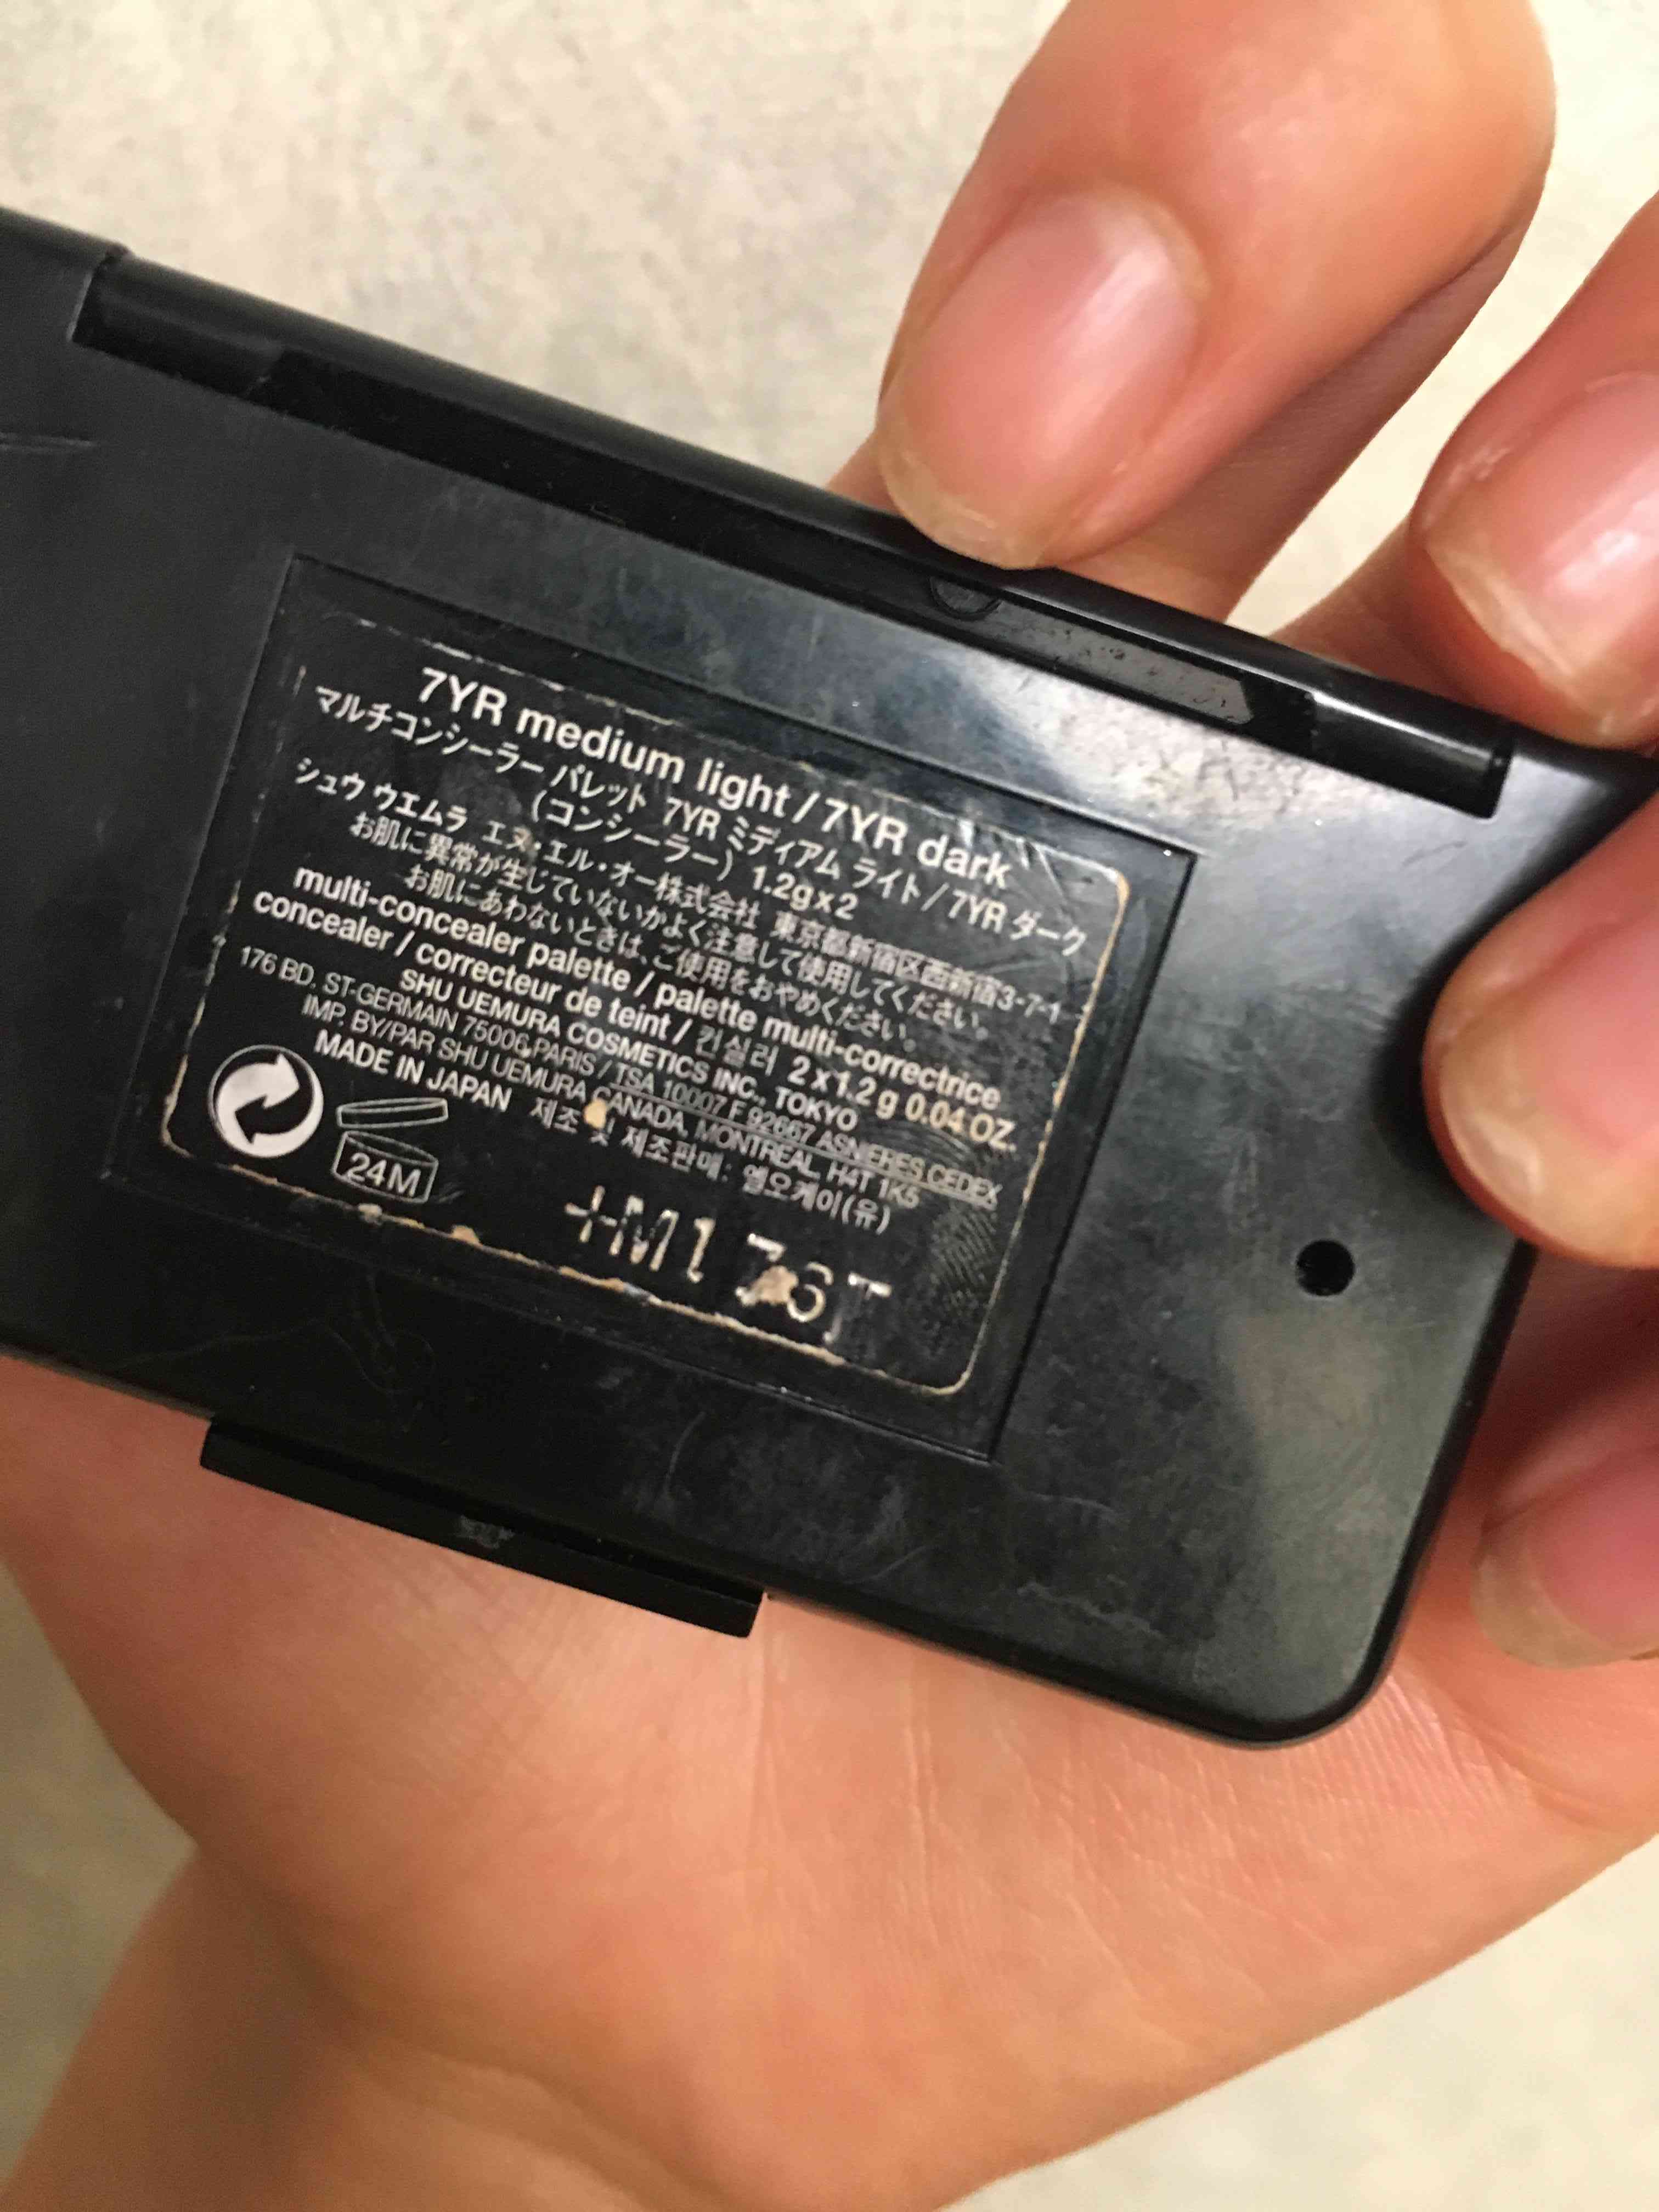 7YR medium light / 7YR dark
マルチコンシーラー パレット 7YR ミディアム ライト / 7YR ダーク
(コンシーラー) 1.2g×2
シュウ ウエムラ エヌ・エル・オー株式会社 東京都新宿区西新宿3-7-1
お肌に異常が生じていないかよく注意して使用してください。
お肌にあわないときは、ご使用をおやめください。
multi-concealer palette / palette multi-correctrice
concealer / correcteur de teint / 컨실러 2 x 1.2 g 0.04 OZ.
SHU UEMURA COSMETICS INC., TOKYO
176 BD. ST-GERMAIN 75006 PARIS / TSA 10007 F 92667 ASNIERES CEDEX
IMP. BY/PAR SHU UEMURA CANADA, MONTREAL, H4T 1K5
MADE IN JAPAN 제조 및 제조판매: 엘오케이(유)
24M